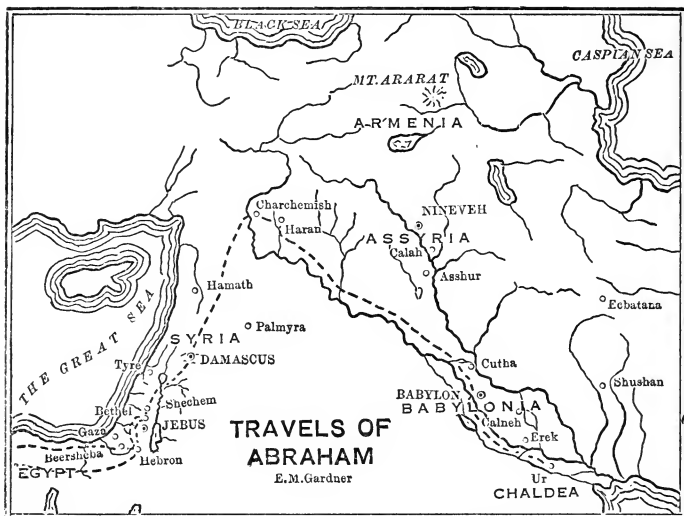 BLACK SEA
CASPIAN SEA
MT. ARARAT
ARMENIA
Charchemish
Haran
NINEVEH
ASSYRIA
Calah
Asshur
Hamath
Ecbatana
THE GREAT SEA
SYRIA
Palmyra
DAMASCUS
Tyre
Cutha
Shushan
BABYLON
BABYLONIA
Bethel
Shechem
Calneh
Gaza
JEBUS
Erek
Beersheba
Hebron
EGYPT
Ur
CHALDEA
TRAVELS OF
ABRAHAM
E.M.Gardner